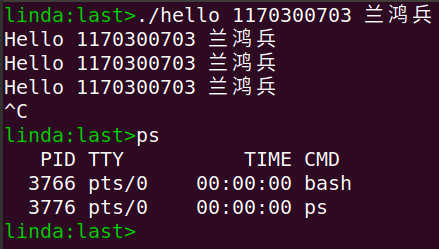 linda:last>./hello 1170300703 兰鸿兵
Hello 1170300703 兰鸿兵
Hello 1170300703 兰鸿兵
Hello 1170300703 兰鸿兵
^C
linda:last>ps
   PID TTY          TIME CMD
  3766 pts/0    00:00:00 bash
  3776 pts/0    00:00:00 ps
linda:last>